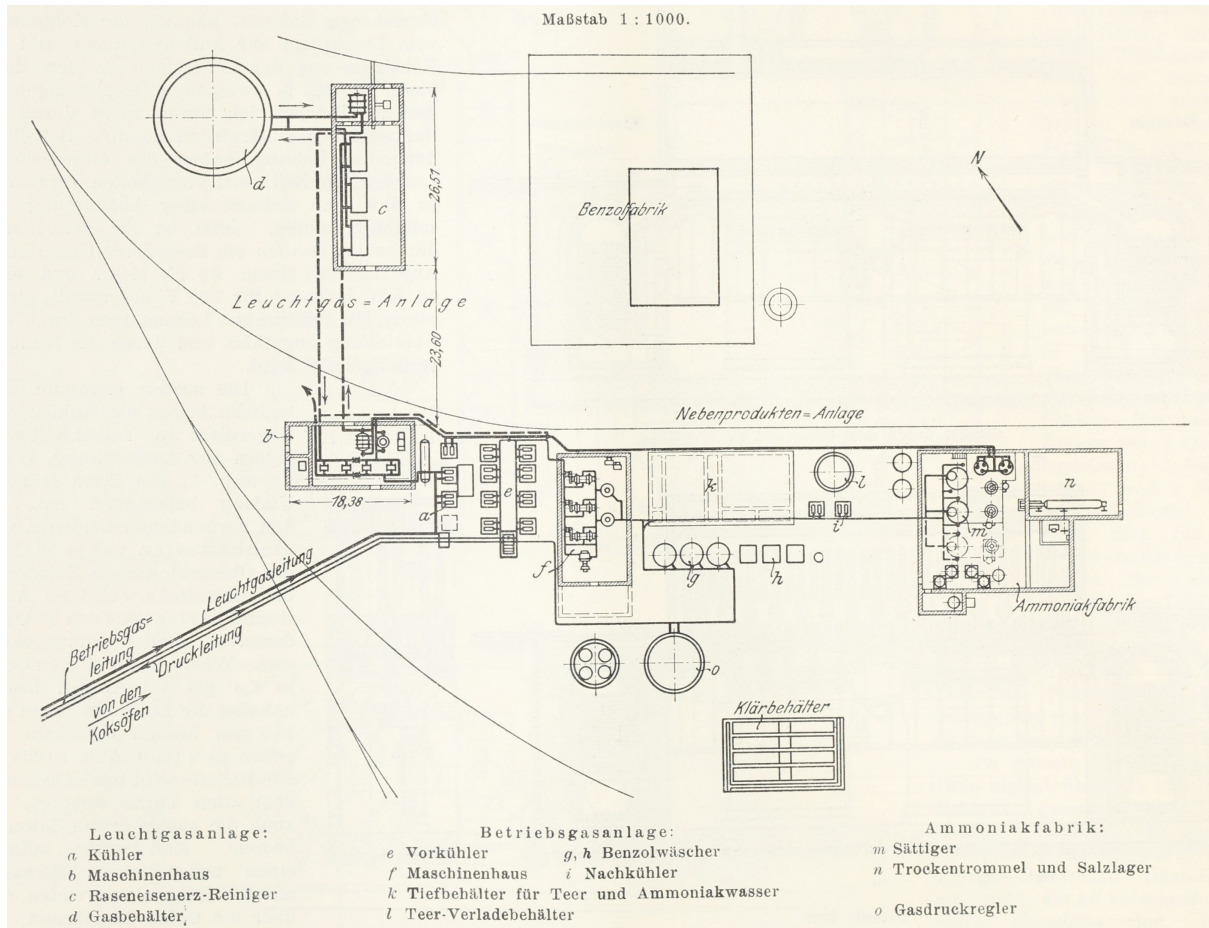 Maßstab 1 : 1000.
N
d
c
26,51
Benzolfabrik
Leuchtgas=Anlage
23,60
Nebenprodukten=Anlage
b
18,38
a
e
k
l
n
i
m
f
g
h
Ammoniakfabrik
Leuchtgasleitung
Betriebsgas=
leitung
Druckleitung
von den
Koksöfen
o
Klärbehälter
Leuchtgasanlage:
a Kühler
b Maschinenhaus
c Raseneisenerz-Reiniger
d Gasbehälter
Betriebsgasanlage:
e Vorkühler g, h Benzolwäscher
f Maschinenhaus i Nachkühler
k Tiefbehälter für Teer und Ammoniakwasser
l Teer-Verladebehälter
Ammoniakfabrik:
m Sättiger
n Trockentrommel und Salzlager
o Gasdruckregler